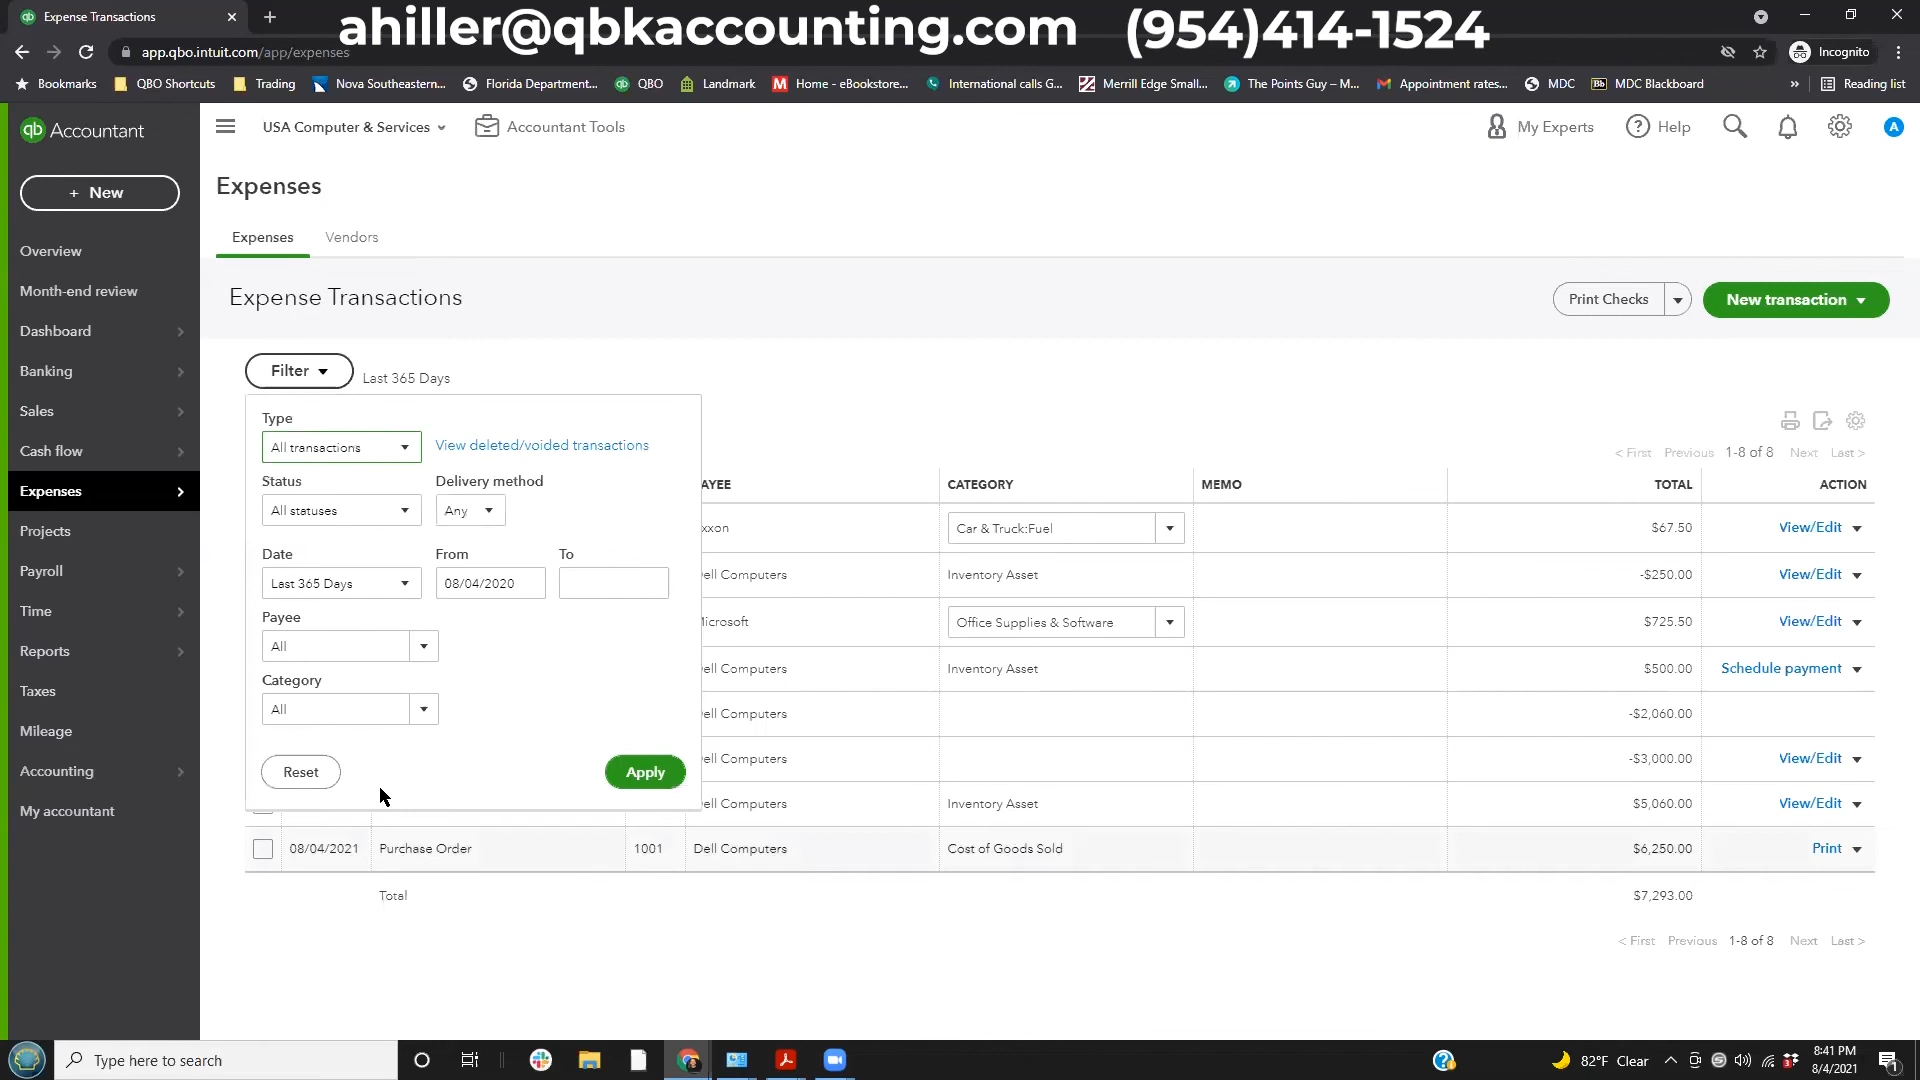 Expense Transactions
ahiller@qbkaccounting.com (954)414-1524
app.qbo.intuit.com/app/expenses
Incognito
Bookmarks QBO Shortcuts Trading Nova Southeastern... Florida Department... QBO Landmark Home - eBookstore... International calls G... Merrill Edge Small... The Points Guy – M... Appointment rates... MDC Bb MDC Blackboard » Reading list
qb Accountant
USA Computer & Services Accountant Tools My Experts Help A
+ New
Expenses
Expenses Vendors
Overview
Month-end review
Dashboard
Banking
Sales
Cash flow
Expenses
Projects
Payroll
Time
Reports
Taxes
Mileage
Accounting
My accountant
Expense Transactions
Print Checks New transaction
Filter Last 365 Days
Type
All transactions View deleted/voided transactions
Status Delivery method
All statuses Any
Date From To
Last 365 Days 08/04/2020
Payee
All
Category
All
Reset Apply
< First Previous 1-8 of 8 Next Last >
AYEE CATEGORY MEMO TOTAL ACTION
xxon Car & Truck:Fuel $67.50 View/Edit
ell Computers Inventory Asset -$250.00 View/Edit
icrosoft Office Supplies & Software $725.50 View/Edit
ell Computers Inventory Asset $500.00 Schedule payment
ell Computers -$2,060.00
ell Computers -$3,000.00 View/Edit
ell Computers Inventory Asset $5,060.00 View/Edit
08/04/2021 Purchase Order 1001 Dell Computers Cost of Goods Sold $6,250.00 Print
Total $7,293.00
< First Previous 1-8 of 8 Next Last >
Type here to search
82°F Clear
8:41 PM
8/4/2021